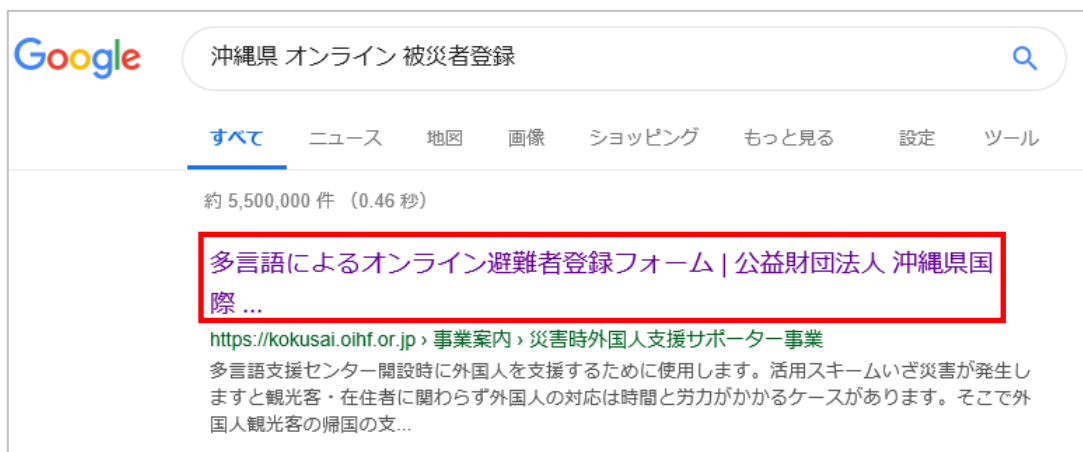 Google
沖縄県 オンライン 被災者登録
すべて ニュース 地図 画像 ショッピング もっと見る 設定 ツール
約 5,500,000 件 (0.46 秒)
多言語によるオンライン避難者登録フォーム | 公益財団法人 沖縄県国
際 ...
https://kokusai.oihf.or.jp › 事業案内 › 災害時外国人支援サポーター事業
多言語支援センター開設時に外国人を支援するために使用します。活用スキームいざ災害が発生し
ますと観光客・在住者に関わらず外国人の対応は時間と労力がかかるケースがあります。そこで外
国人観光客の帰国の支...